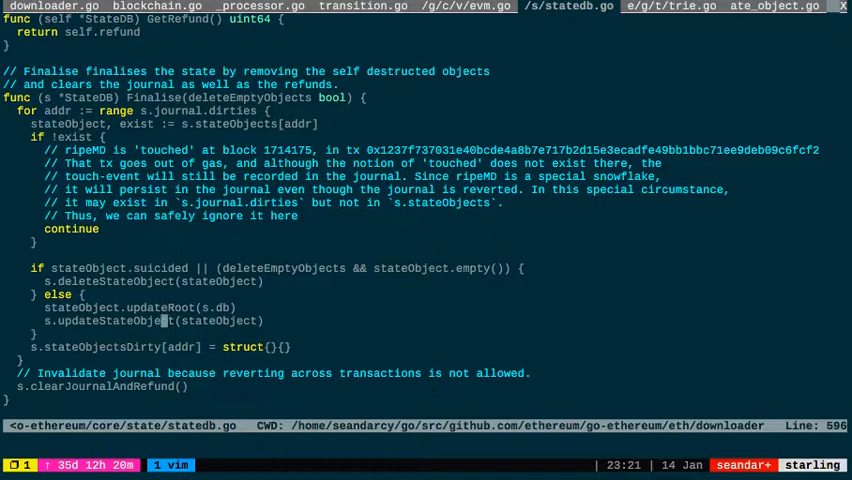 downloader.go  blockchain.go  _processor.go  transition.go  /g/c/v/evm.go  /s/statedb.go  e/g/t/trie.go  ate_object.go  X
func (self *StateDB) GetRefund() uint64 {
  return self.refund
}
// Finalise finalises the state by removing the self destructed objects
// and clears the journal as well as the refunds.
func (s *StateDB) Finalise(deleteEmptyObjects bool) {
  for addr := range s.journal.dirties {
    stateObject, exist := s.stateObjects[addr]
    if !exist {
      // ripeMD is 'touched' at block 1714175, in tx 0x1237f737031e40bcde4a8b7e717b2d15e3ecadfe49bb1bbc71ee9deb09c6fcf2
      // That tx goes out of gas, and although the notion of 'touched' does not exist there, the
      // touch-event will still be recorded in the journal. Since ripeMD is a special snowflake,
      // it will persist in the journal even though the journal is reverted. In this special circumstance,
      // it may exist in `s.journal.dirties` but not in `s.stateObjects`.
      // Thus, we can safely ignore it here
      continue
    }
    if stateObject.suicided || (deleteEmptyObjects && stateObject.empty()) {
      s.deleteStateObject(stateObject)
    } else {
      stateObject.updateRoot(s.db)
      s.updateStateObject(stateObject)
    }
    s.stateObjectsDirty[addr] = struct{}{}
  }
  // Invalidate journal because reverting across transactions is not allowed.
  s.clearJournalAndRefund()
}
<o-ethereum/core/state/statedb.go  CWD: /home/seandarcy/go/src/github.com/ethereum/go-ethereum/eth/downloader  Line: 596
❐ 1  ↑ 35d 12h 20m  1 vim  | 23:21 | 14 Jan  seandar+  starling